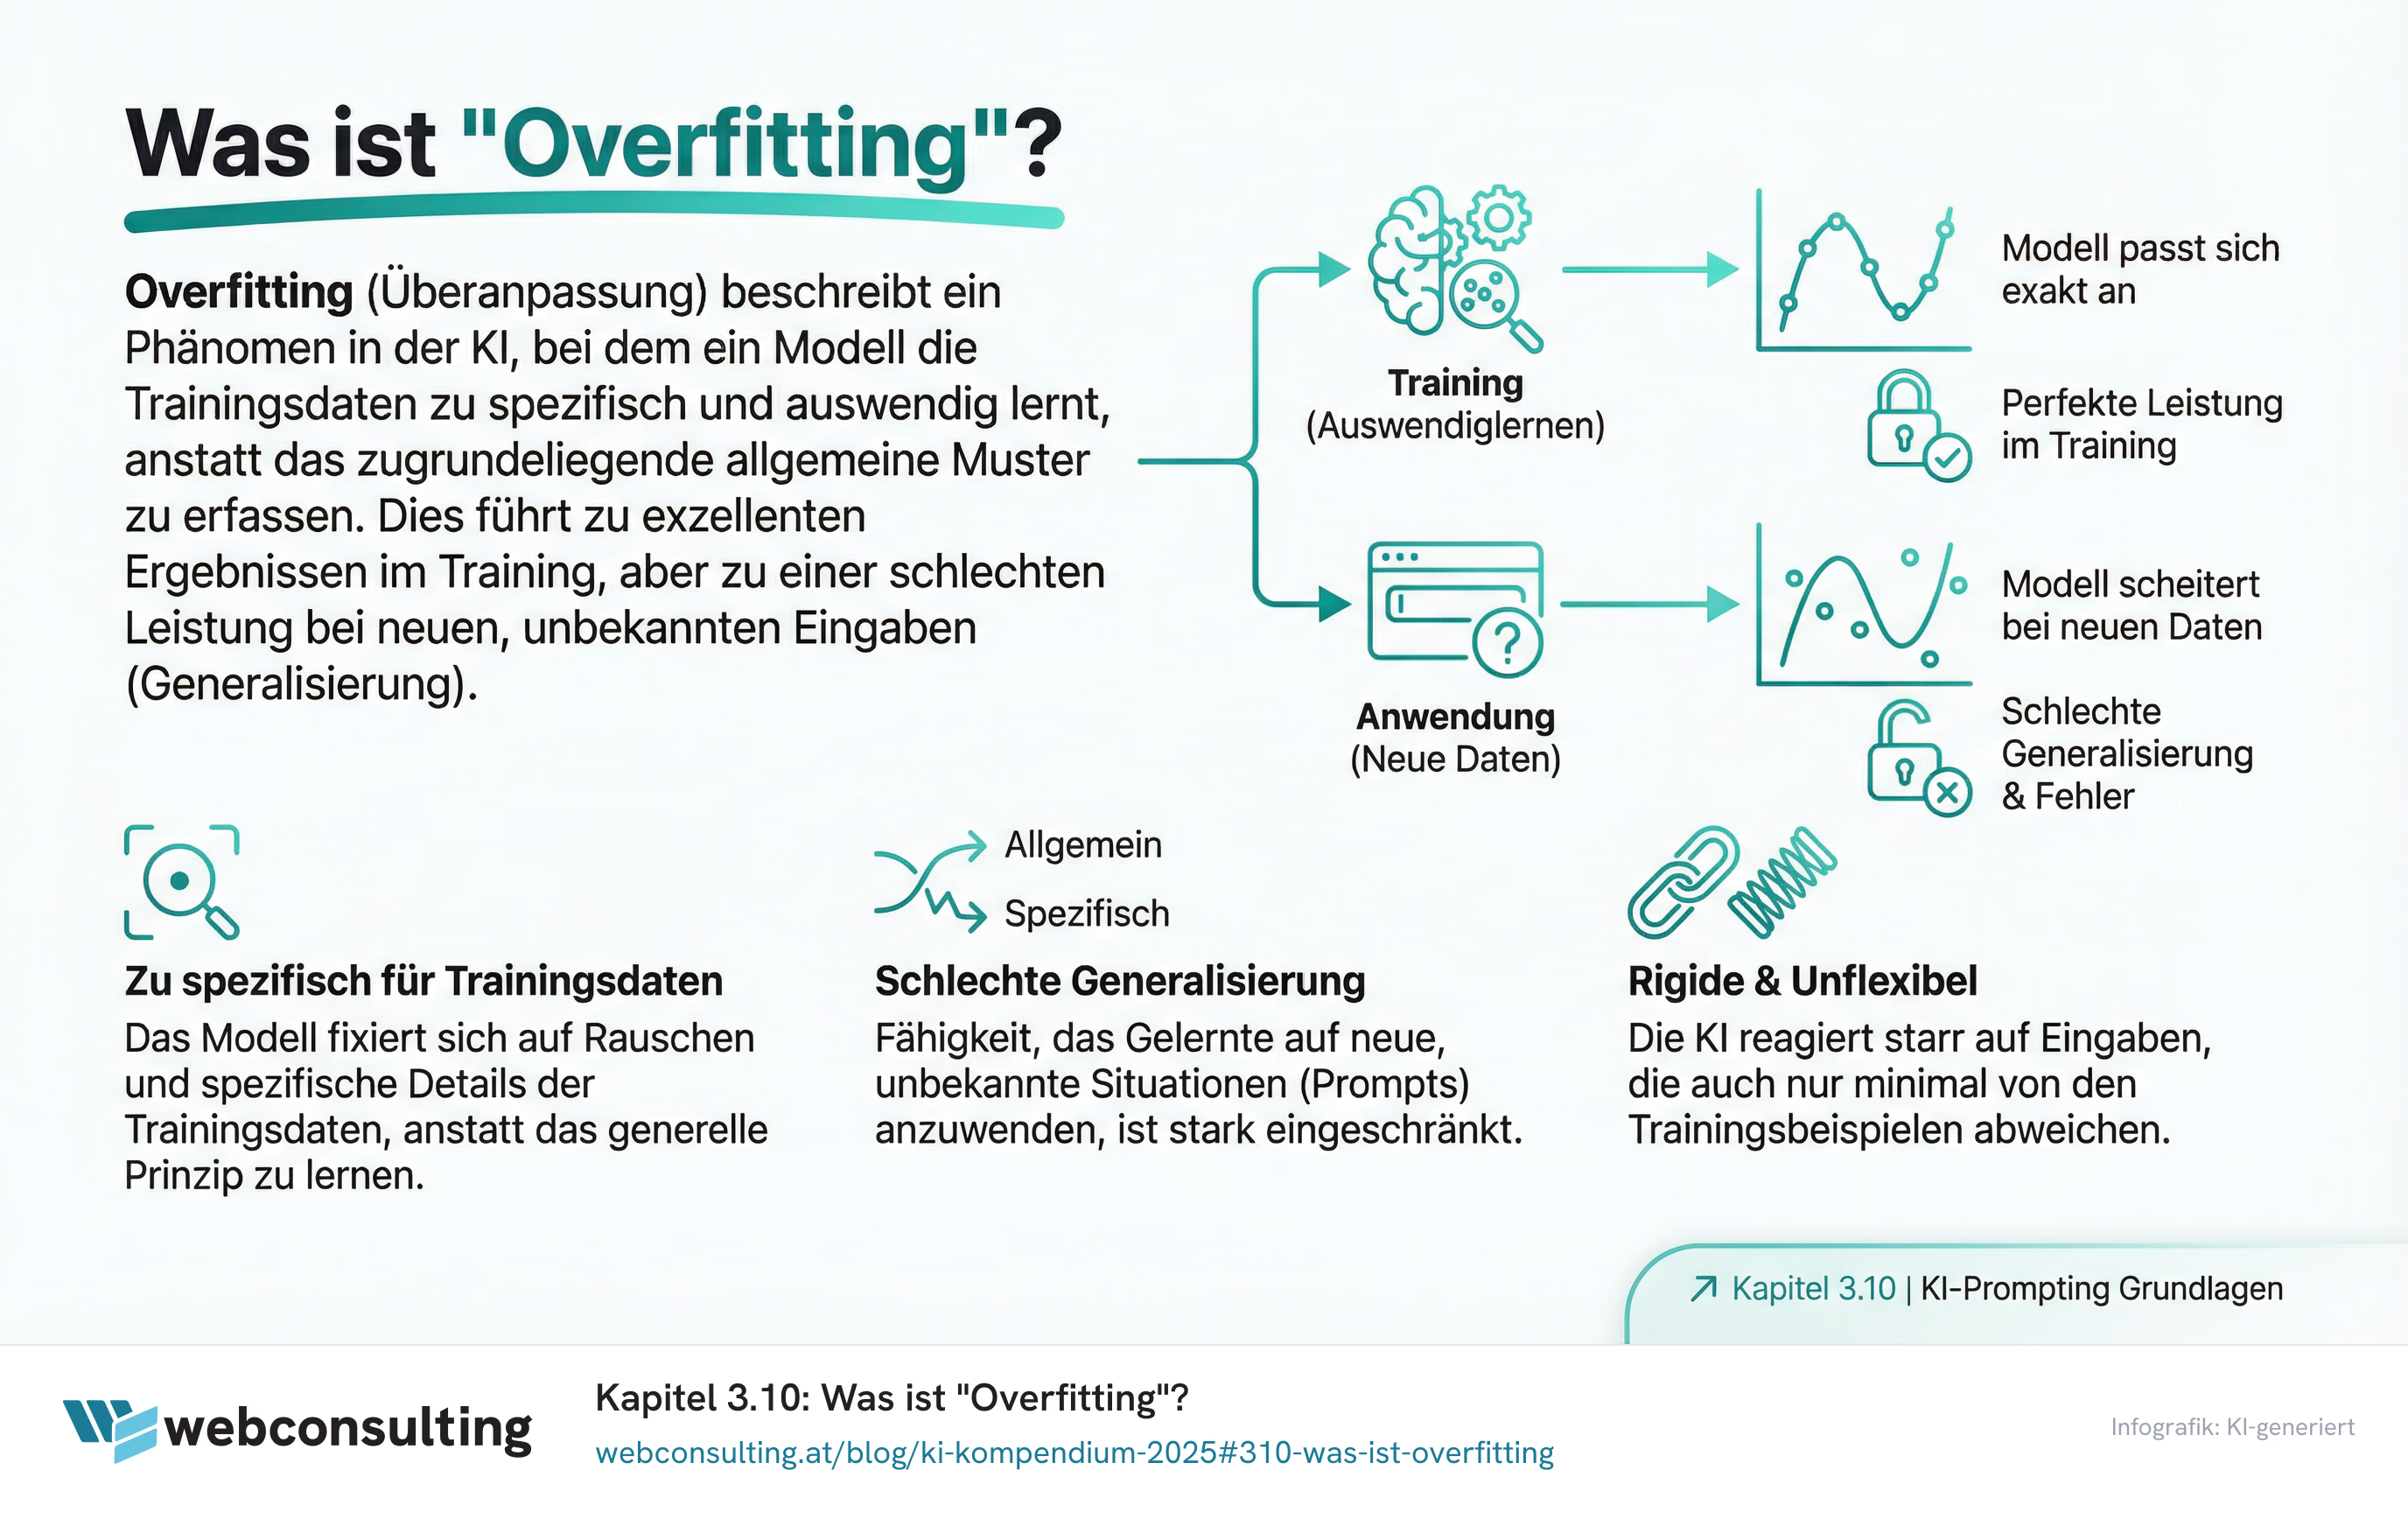 Was ist "Overfitting"?
Overfitting (Überanpassung) beschreibt ein
Phänomen in der KI, bei dem ein Modell die
Trainingsdaten zu spezifisch und auswendig lernt,
anstatt das zugrundeliegende allgemeine Muster
zu erfassen. Dies führt zu exzellenten
Ergebnissen im Training, aber zu einer schlechten
Leistung bei neuen, unbekannten Eingaben
(Generalisierung).
Training
(Auswendiglernen)
Modell passt sich
exakt an
Perfekte Leistung
im Training
Anwendung
(Neue Daten)
Modell scheitert
bei neuen Daten
Schlechte
Generalisierung
& Fehler
Zu spezifisch für Trainingsdaten
Das Modell fixiert sich auf Rauschen
und spezifische Details der
Trainingsdaten, anstatt das generelle
Prinzip zu lernen.
Allgemein
Spezifisch
Schlechte Generalisierung
Fähigkeit, das Gelernte auf neue,
unbekannte Situationen (Prompts)
anzuwenden, ist stark eingeschränkt.
Rigide & Unflexibel
Die KI reagiert starr auf Eingaben,
die auch nur minimal von den
Trainingsbeispielen abweichen.
Kapitel 3.10 | KI-Prompting Grundlagen
webconsulting
Kapitel 3.10: Was ist "Overfitting"?
webconsulting.at/blog/ki-kompendium-2025#310-was-ist-overfitting
Infografik: KI-generiert